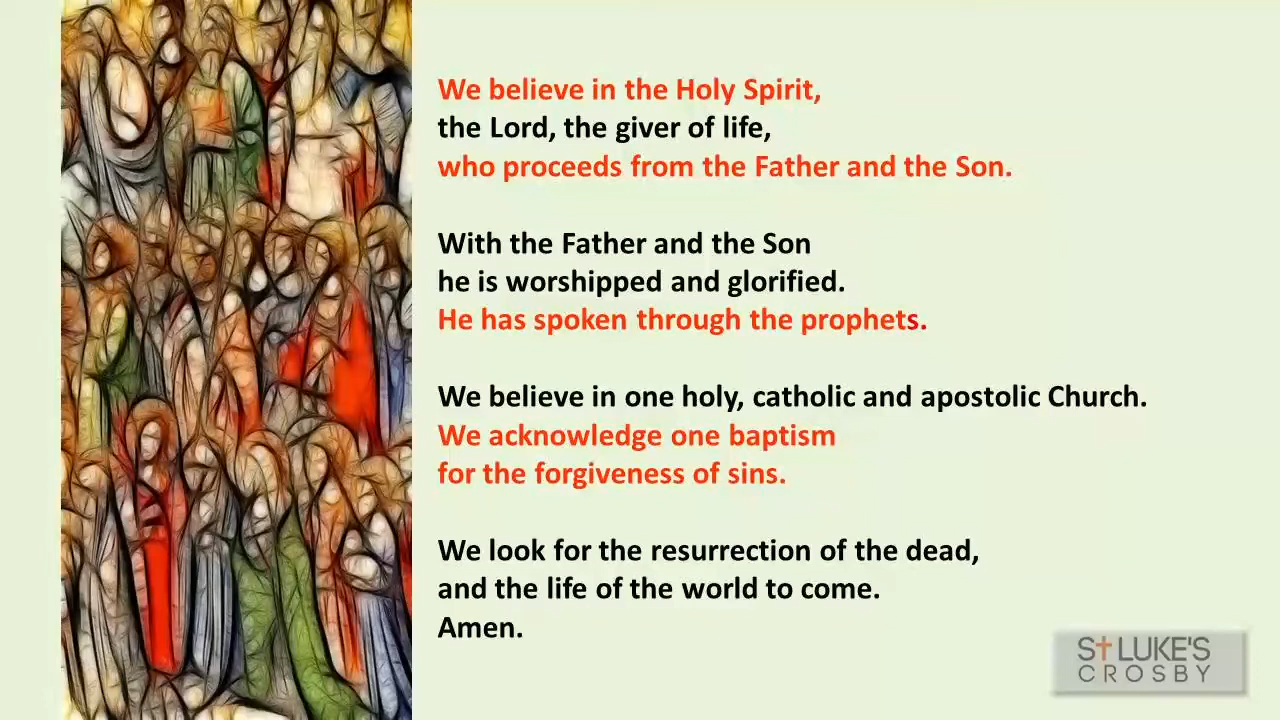 We believe in the Holy Spirit,
the Lord, the giver of life,
who proceeds from the Father and the Son.
With the Father and the Son
he is worshipped and glorified.
He has spoken through the prophets.
We believe in one holy, catholic and apostolic Church.
We acknowledge one baptism
for the forgiveness of sins.
We look for the resurrection of the dead,
and the life of the world to come.
Amen.
St LUKE'S
CROSBY